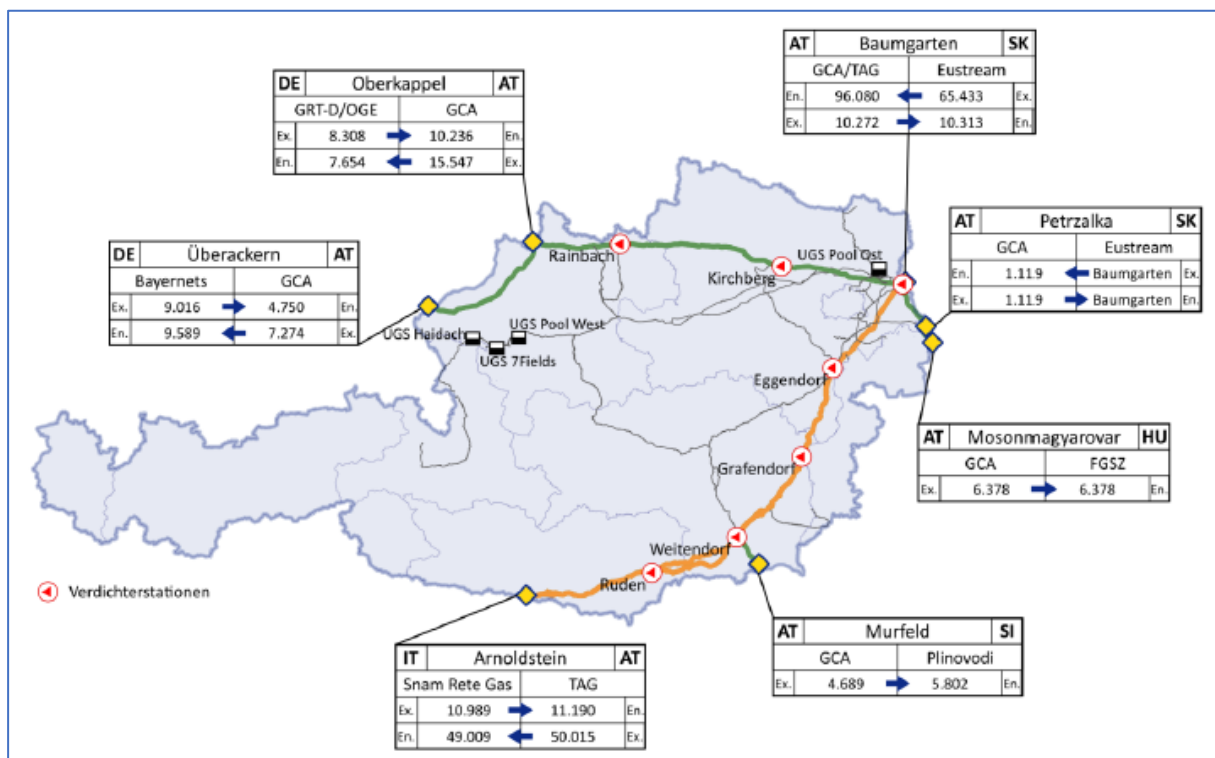 AT Baumgarten SK
GCA/TAG Eustream
En. 96.080 65.433 Ex.
Ex. 10.272 10.313 En.
DE Oberkappel AT
GRT-D/OGE GCA
Ex. 8.308 10.236 En.
En. 7.654 15.547 Ex.
AT Petrzalka SK
GCA Eustream
En. 1.119 Baumgarten Ex.
Ex. 1.119 Baumgarten En.
DE Überackern AT
Bayernets GCA
Ex. 9.016 4.750 En.
En. 9.589 7.274 Ex.
Rainbach
UGS Pool Ost
Kirchberg
UGS Haidach
UGS Pool West
UGS 7Fields
Eggendorf
AT Mosonmagyarovar HU
GCA FGSZ
Ex. 6.378 6.378 En.
Grafendorf
Weitendorf
Ruden
Verdichterstationen
AT Murfeld SI
GCA Plinovodi
Ex. 4.689 5.802 En.
IT Arnoldstein AT
Snam Rete Gas TAG
Ex. 10.989 11.190 En.
En. 49.009 50.015 Ex.